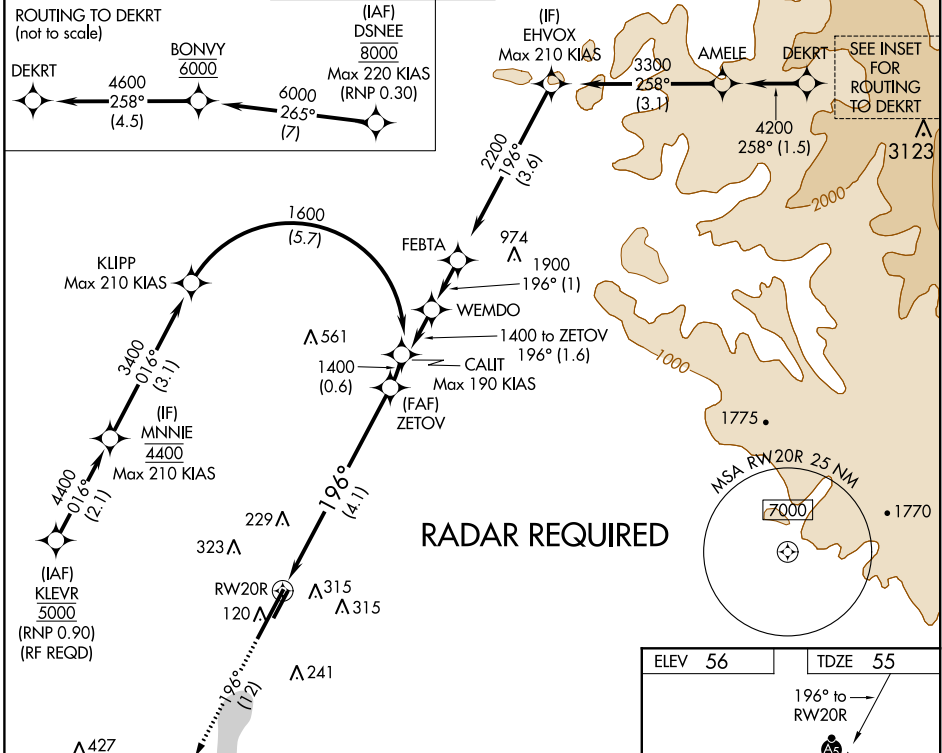 ROUTING TO DEKRT
(not to scale)
DEKRT
4600
258°
(4.5)
BONVY
6000
6000
265°
(7)
(IAF)
DSNEE
8000
Max 220 KIAS
(RNP 0.30)
(IF)
EHVOX
Max 210 KIAS
3300
258°
(3.1)
AMELE
DEKRT
4200
258° (1.5)
SEE INSET
FOR
ROUTING
TO DEKRT
3123
2000
2200
196°
(3.6)
FEBTA
974
1900
196° (1)
WEMDO
1400 to ZETOV
196° (1.6)
CALIT
Max 190 KIAS
1600
(5.7)
KLIPP
Max 210 KIAS
561
1400
(0.6)
(FAF)
ZETOV
3400
016°
(3.1)
(IF)
MNNIE
4400
Max 210 KIAS
4400
016°
(2.1)
(IAF)
KLEVR
5000
(RNP 0.90)
(RF REQD)
196°
(4.1)
1000
1775
1770
MSA RW20R 25 NM
7000
RADAR REQUIRED
229
323
RW20R
120
315
315
241
196°
(12)
427
ELEV 56
TDZE 55
196° to
RW20R
A5